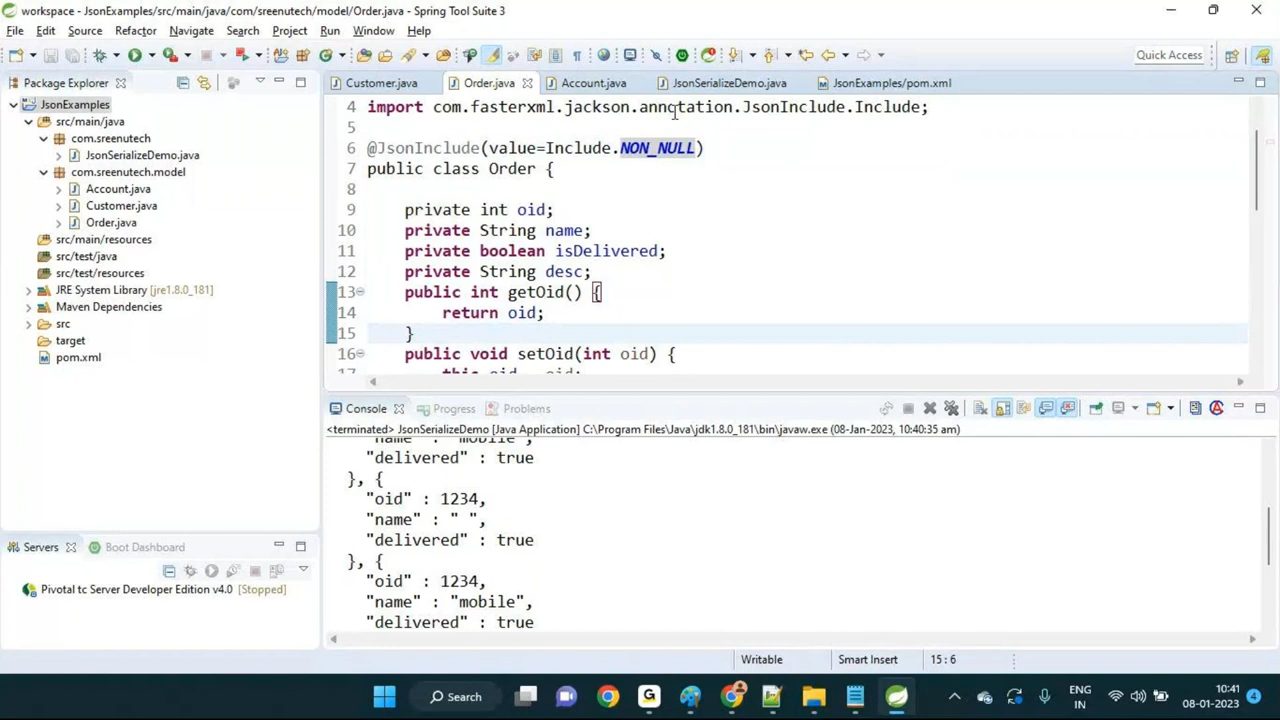 workspace - JsonExamples/src/main/java/com/sreenutech/model/Order.java - Spring Tool Suite 3
File Edit Source Refactor Navigate Search Project Run Window Help
Quick Access
Package Explorer
JsonExamples
src/main/java
com.sreenutech
JsonSerializeDemo.java
com.sreenutech.model
Account.java
Customer.java
Order.java
src/main/resources
src/test/java
src/test/resources
JRE System Library [jre1.8.0_181]
Maven Dependencies
src
target
pom.xml
Servers Boot Dashboard
Pivotal tc Server Developer Edition v4.0 [Stopped]
Customer.java Order.java Account.java JsonSerializeDemo.java JsonExamples/pom.xml
4 import com.fasterxml.jackson.annotation.JsonInclude.Include;
5
6 @JsonInclude(value=Include.NON_NULL)
7 public class Order {
8
9 private int oid;
10 private String name;
11 private boolean isDelivered;
12 private String desc;
13 public int getOid() {
14 return oid;
15 }
16 public void setOid(int oid) {
17 this.oid = oid;
Console Progress Problems
<terminated> JsonSerializeDemo [Java Application] C:\Program Files\Java\jdk1.8.0_181\bin\javaw.exe (08-Jan-2023, 10:40:35 am)
"name" : "mobile",
"delivered" : true
}, {
"oid" : 1234,
"name" : " ",
"delivered" : true
}, {
"oid" : 1234,
"name" : "mobile",
"delivered" : true
Writable Smart Insert 15 : 6
Search
ENG
IN
10:41
08-01-2023
4